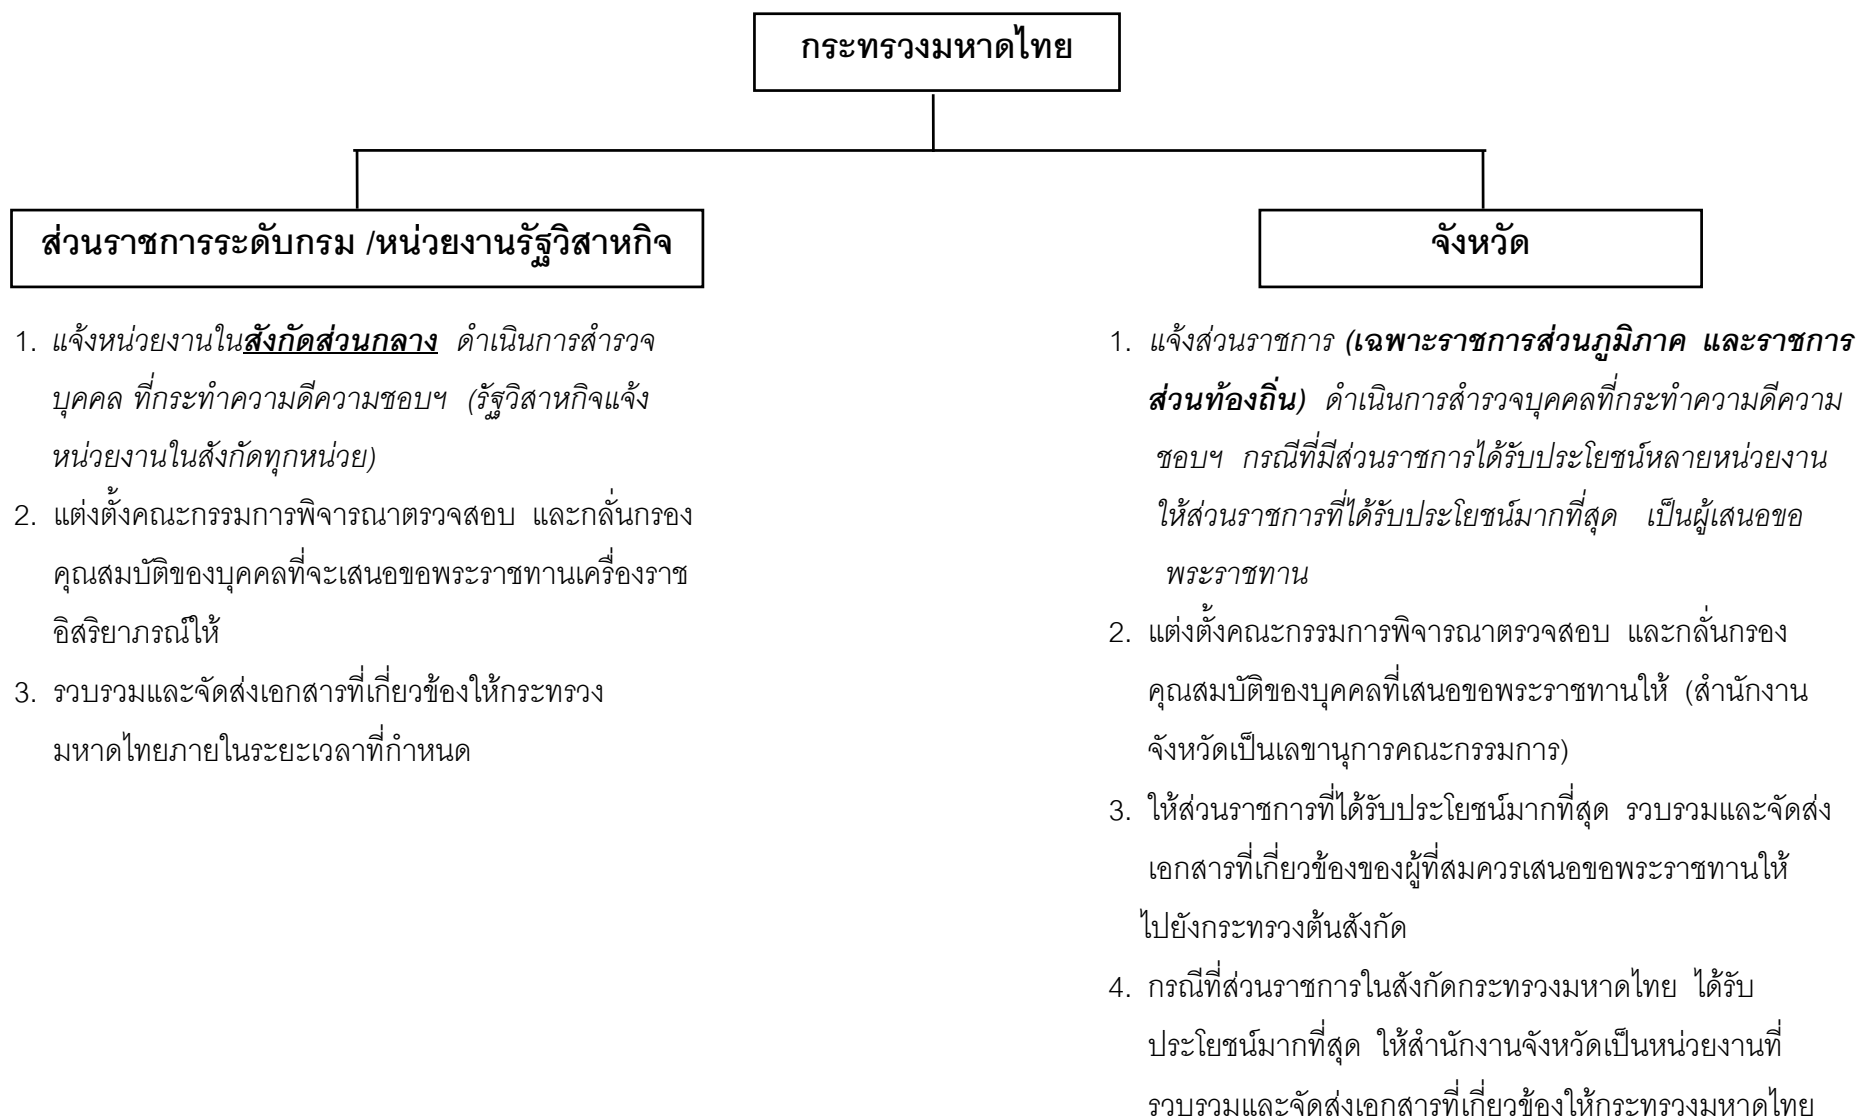 กระทรวงมหาดไทย
ส่วนราชการระดับกรม /หน่วยงานรัฐวิสาหกิจ
1. แจ้งหน่วยงานในสังกัดส่วนกลาง ดำเนินการสำรวจ
บุคคล ที่กระทำความดีความชอบฯ (รัฐวิสาหกิจแจ้ง
หน่วยงานในสังกัดทุกหน่วย)
2. แต่งตั้งคณะกรรมการพิจารณาตรวจสอบ และกลั่นกรอง
คุณสมบัติของบุคคลที่จะเสนอขอพระราชทานเครื่องราช
อิสริยาภรณ์ให้
3. รวบรวมและจัดส่งเอกสารที่เกี่ยวข้องให้กระทรวง
มหาดไทยภายในระยะเวลาที่กำหนด
จังหวัด
1. แจ้งส่วนราชการ (เฉพาะราชการส่วนภูมิภาค และราชการ
ส่วนท้องถิ่น) ดำเนินการสำรวจบุคคลที่กระทำความดีความ
ชอบฯ กรณีที่มีส่วนราชการได้รับประโยชน์หลายหน่วยงาน
ให้ส่วนราชการที่ได้รับประโยชน์มากที่สุด เป็นผู้เสนอขอ
พระราชทาน
2. แต่งตั้งคณะกรรมการพิจารณาตรวจสอบ และกลั่นกรอง
คุณสมบัติของบุคคลที่เสนอขอพระราชทานให้ (สำนักงาน
จังหวัดเป็นเลขานุการคณะกรรมการ)
3. ให้ส่วนราชการที่ได้รับประโยชน์มากที่สุด รวบรวมและจัดส่ง
เอกสารที่เกี่ยวข้องของผู้ที่สมควรเสนอขอพระราชทานให้
ไปยังกระทรวงต้นสังกัด
4. กรณีที่ส่วนราชการในสังกัดกระทรวงมหาดไทย ได้รับ
ประโยชน์มากที่สุด ให้สำนักงานจังหวัดเป็นหน่วยงานที่
รวบรวมและจัดส่งเอกสารที่เกี่ยวข้องให้กระทรวงมหาดไทย